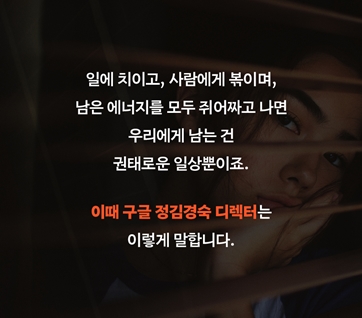 일에 치이고, 사람에게 볶이며,
남은 에너지를 모두 쥐어짜고 나면
우리에게 남는 건
권태로운 일상뿐이죠.
이때 구글 정김경숙 디렉터는
이렇게 말합니다.